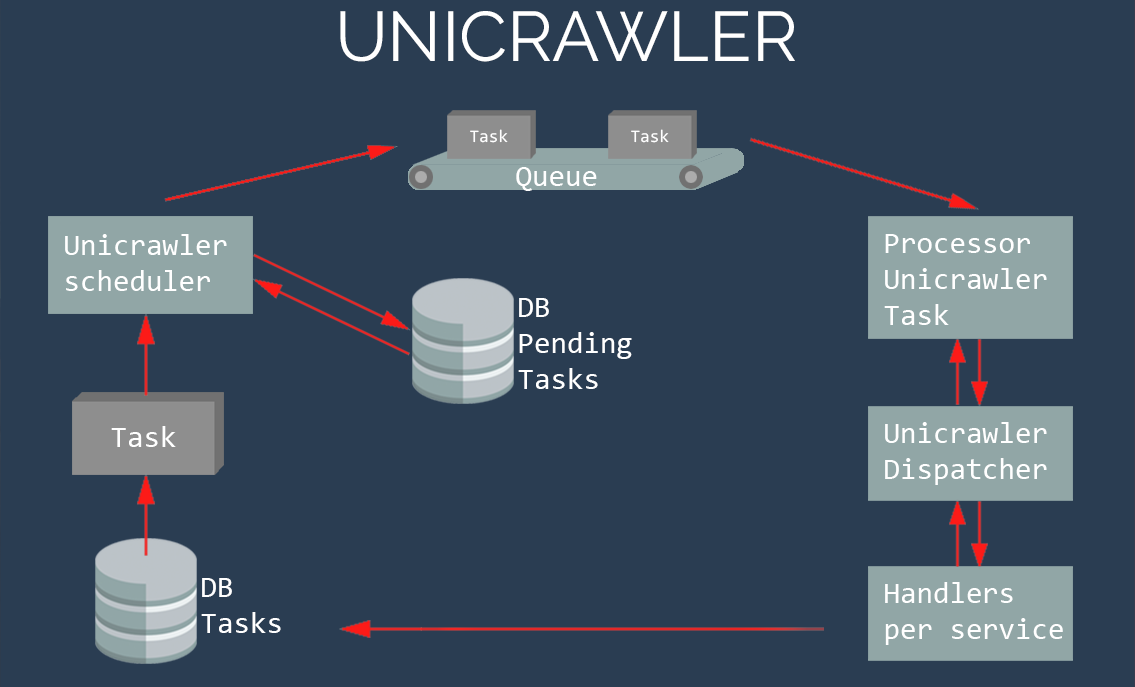 UNICRAWLER
Task
Task
Queue
Unicrawler
scheduler
Processor
Unicrawler
Task
DB
Pending
Tasks
Task
Unicrawler
Dispatcher
DB
Tasks
Handlers
per service